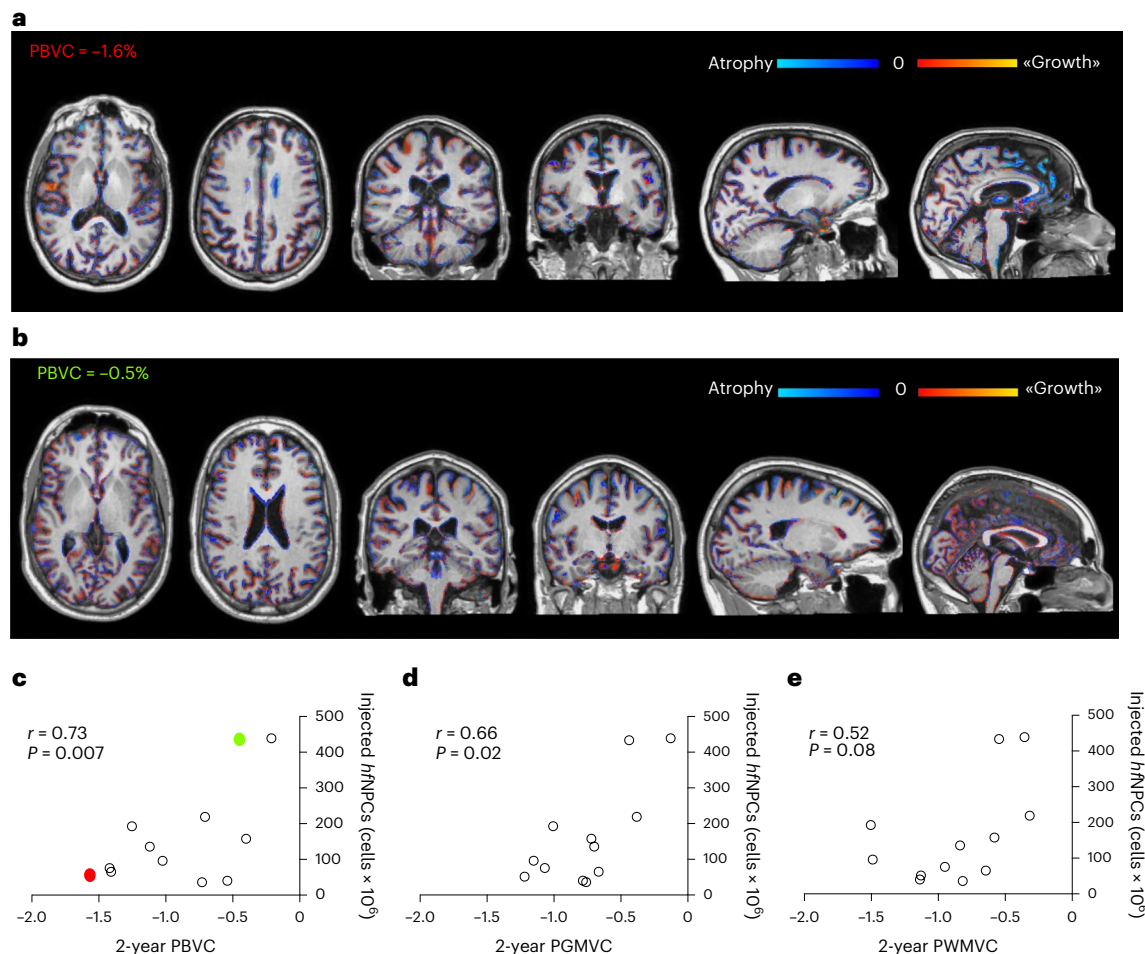 a
PBVC = –1.6%
Atrophy 0 «Growth»
b
PBVC = –0.5%
Atrophy 0 «Growth»
c
r = 0.73
P = 0.007
500
400
300
200
100
0
Injected hfNPCs (cells × 10⁶)
–2.0 –1.5 –1.0 –0.5 0
2-year PBVC
d
r = 0.66
P = 0.02
500
400
300
200
100
0
Injected hfNPCs (cells × 10⁶)
–2.0 –1.5 –1.0 –0.5 0
2-year PGMVC
e
r = 0.52
P = 0.08
500
400
300
200
100
0
Injected hfNPCs (cells × 10⁶)
–2.0 –1.5 –1.0 –0.5 0
2-year PWMVC